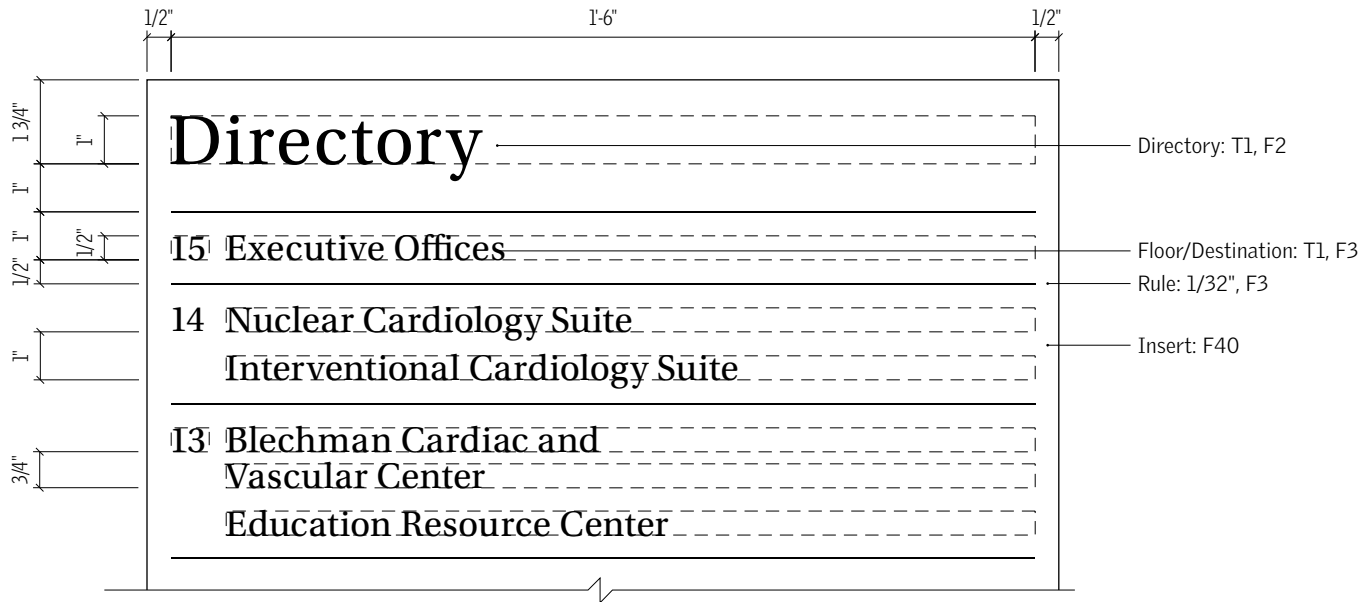 1/2" 1'-6" 1/2"
1 3/4"
1"
Directory
Directory: T1, F2
1"
1"
1/2"
15 Executive Offices
Floor/Destination: T1, F3
1/2"
Rule: 1/32", F3
14 Nuclear Cardiology Suite
Insert: F40
1"
Interventional Cardiology Suite
13 Blechman Cardiac and
3/4"
Vascular Center
Education Resource Center